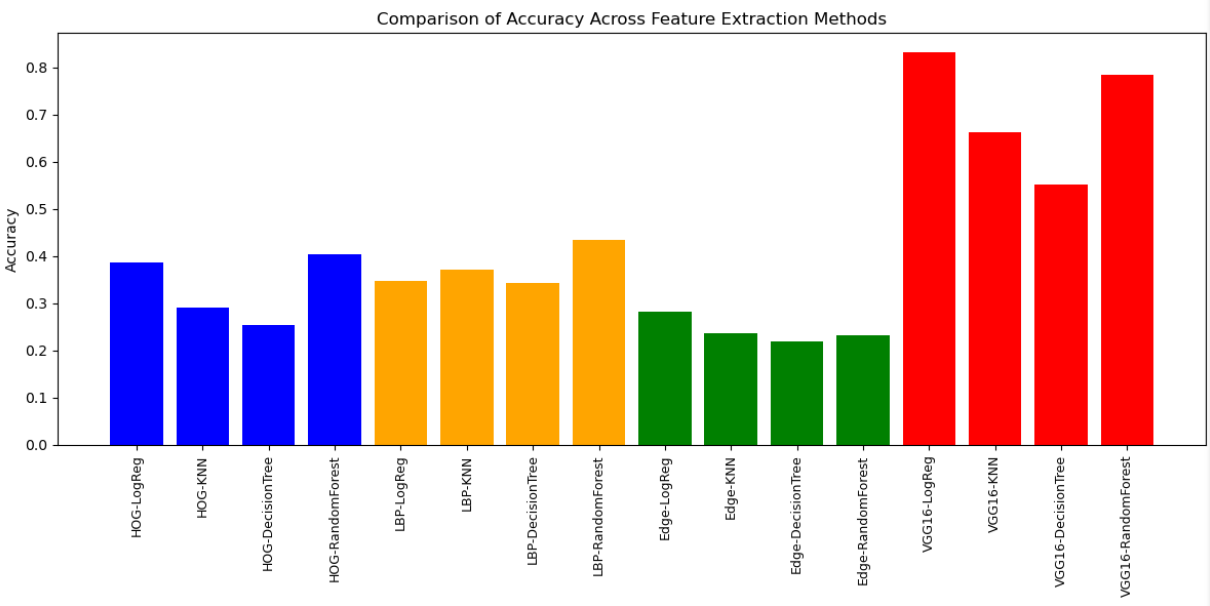 Comparison of Accuracy Across Feature Extraction Methods
Accuracy
0.8
0.7
0.6
0.5
0.4
0.3
0.2
0.1
0.0
HOG-LogReg
HOG-KNN
HOG-DecisionTree
HOG-RandomForest
LBP-LogReg
LBP-KNN
LBP-DecisionTree
LBP-RandomForest
Edge-LogReg
Edge-KNN
Edge-DecisionTree
Edge-RandomForest
VGG16-LogReg
VGG16-KNN
VGG16-DecisionTree
VGG16-RandomForest